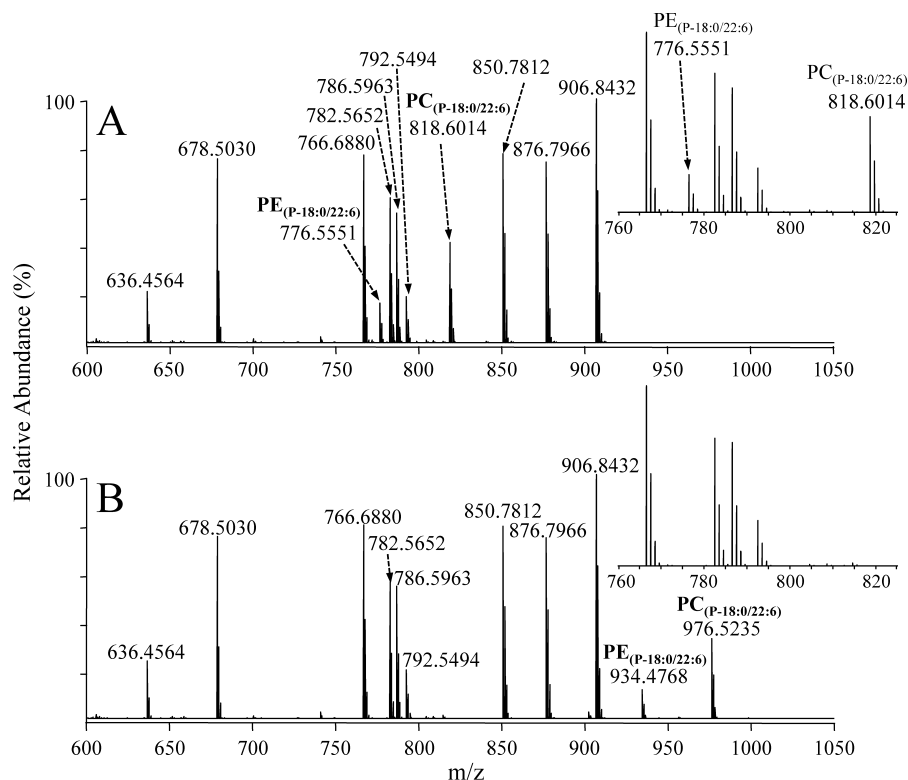 PE(P-18:0/22:6)
776.5551
PC(P-18:0/22:6)
818.6014
760 780 800 820
A
100
636.4564
678.5030
PE(P-18:0/22:6)
776.5551
766.6880
782.5652
786.5963
792.5494
PC(P-18:0/22:6)
818.6014
850.7812
876.7966
906.8432
600 650 700 750 800 850 900 950 1000 1050
Relative Abundance (%)
B
100
636.4564
678.5030
766.6880
782.5652
786.5963
792.5494
850.7812
876.7966
906.8432
760 780 800 820
PC(P-18:0/22:6)
976.5235
PE(P-18:0/22:6)
934.4768
600 650 700 750 800 850 900 950 1000 1050
m/z